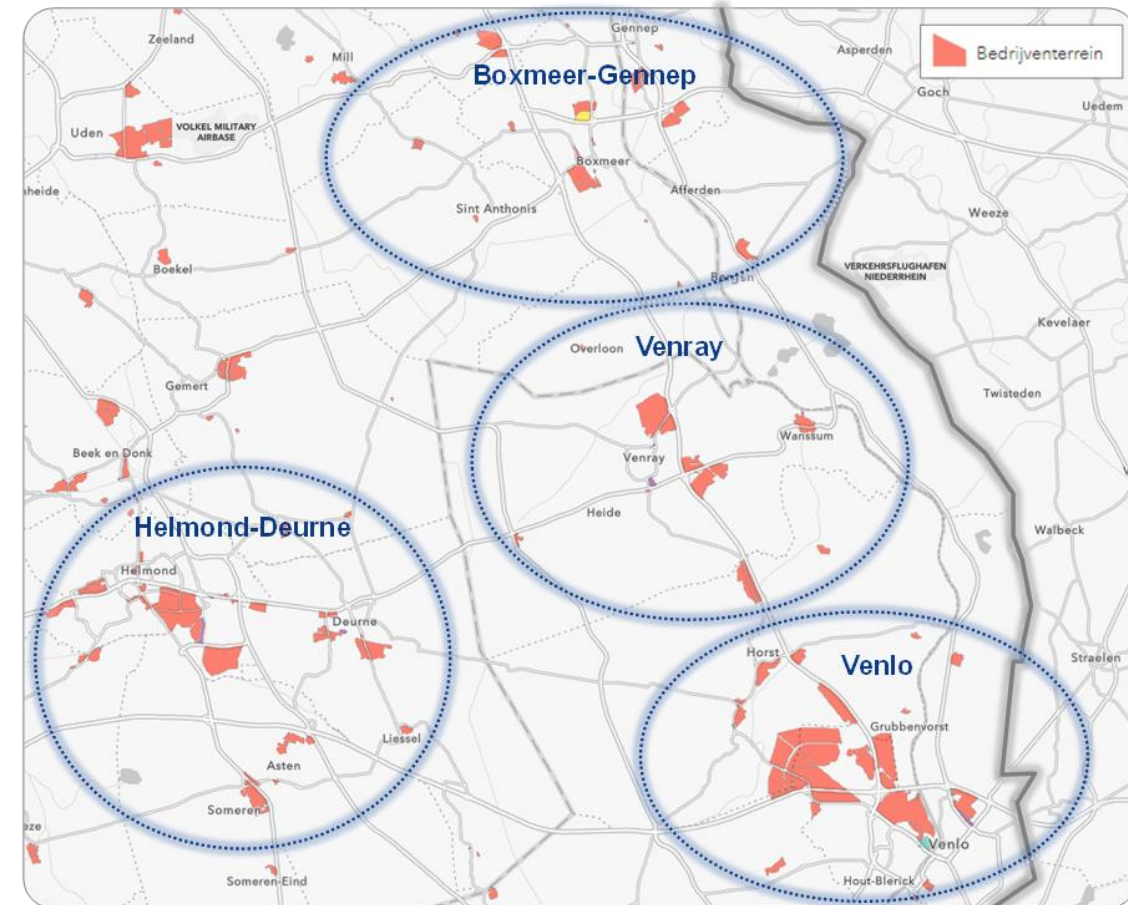 Zeeland
Gennep
Mill
Asperden
Bedrijventerrein
Boxmeer-Gennep
Goch
Uedem
Uden
VOLKEL MILITARY
AIRBASE
Boxmeer
heide
Afferden
Sint Anthonis
Weeze
Boekel
VERKEHRSFLUGHAFEN
NIEDERRHEIN
Bergen
Kevelaer
Overloon
Venray
Gemert
Twisteden
Beek en Donk
Wanssum
Venray
Heide
Helmond-Deurne
Walbeck
Helmond
Deurne
Horst
Venlo
Straelen
Grubbenvorst
Liessel
Asten
Someren
eze
Venlo
Someren-Eind
Hout-Blerick